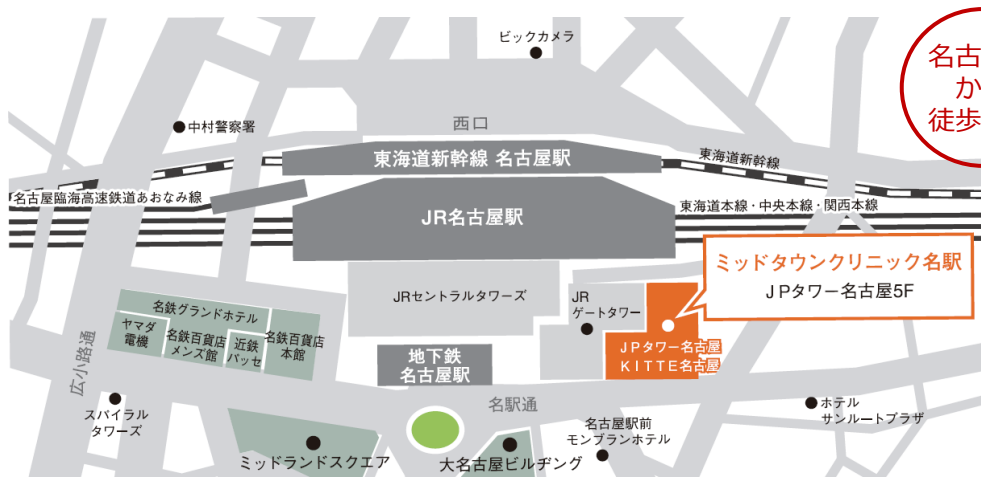 ビックカメラ
名古
か
徒歩
中村警察署
西口
東海道新幹線 名古屋駅
東海道新幹線
名古屋臨海高速鉄道あおなみ線
JR名古屋駅
東海道本線・中央本線・関西本線
ミッドタウンクリニック名駅
JPタワー名古屋5F
JRセントラルタワーズ
JR
ゲートタワー
名鉄グランドホテル
ヤマダ
電機
名鉄百貨店
メンズ館
近鉄
パッセ
名鉄百貨店
本館
JPタワー名古屋
KITTE名古屋
地下鉄
名古屋駅
広小路通
名駅通
スパイラル
タワーズ
ミッドランドスクエア
大名古屋ビルヂング
名古屋駅前
モンブランホテル
ホテル
サンルートプラザ